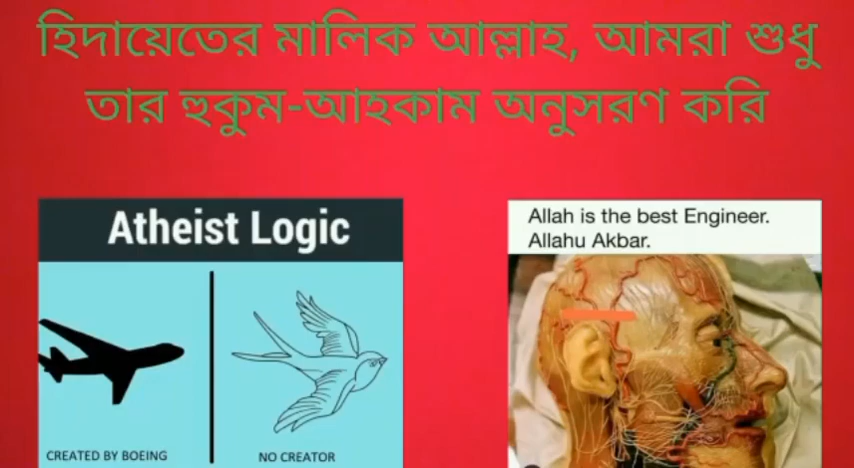 হিদায়েতের মালিক আল্লাহ, আমরা শুধু
তার হুকুম-আহকাম অনুসরণ করি
Atheist Logic
CREATED BY BOEING
NO CREATOR
Allah is the best Engineer.
Allahu Akbar.